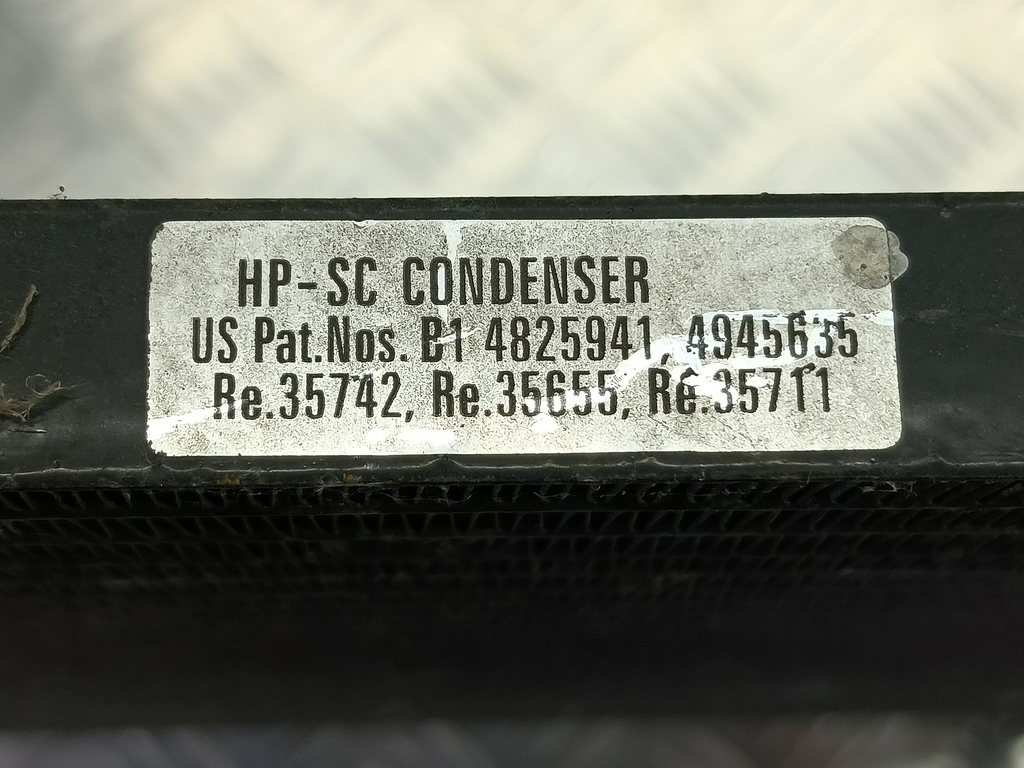 HP-SC CONDENSER
US Pat.Nos. B1 4825941, 4945635
Re.35742, Re.35655, Re.35711